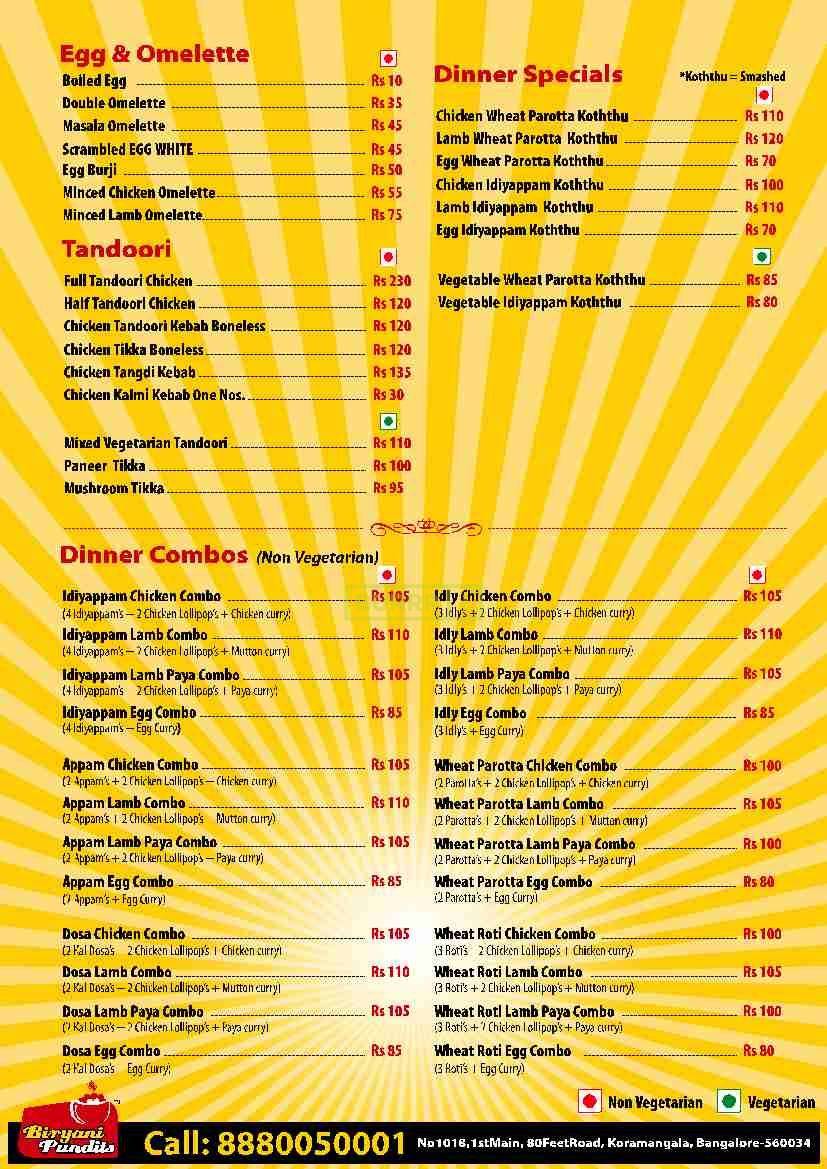 Egg & Omelette
Boiled Egg Rs 10
Double Omelette Rs 35
Masala Omelette Rs 45
Scrambled EGG WHITE Rs 45
Egg Burji Rs 50
Minced Chicken Omelette Rs 55
Minced Lamb Omelette Rs 75
Tandoori
Full Tandoori Chicken Rs 230
Half Tandoori Chicken Rs 120
Chicken Tandoori Kebab Boneless Rs 120
Chicken Tikka Boneless Rs 120
Chicken Tangdi Kebab Rs 135
Chicken Kalmi Kebab One Nos. Rs 30
Mixed Vegetarian Tandoori Rs 110
Paneer Tikka Rs 100
Mushroom Tikka Rs 95
Dinner Specials *Koththu = Smashed
Chicken Wheat Parotta Koththu Rs 110
Lamb Wheat Parotta Koththu Rs 120
Egg Wheat Parotta Koththu Rs 70
Chicken Idiyappam Koththu Rs 100
Lamb Idiyappam Koththu Rs 110
Egg Idiyappam Koththu Rs 70
Vegetable Wheat Parotta Koththu Rs 85
Vegetable Idiyappam Koththu Rs 80
Dinner Combos (Non Vegetarian)
Idiyappam Chicken Combo Rs 105
(4 Idiyappam's + 2 Chicken Lollipop's + Chicken curry)
Idiyappam Lamb Combo Rs 110
(4 Idiyappam's + 2 Chicken Lollipop's + Mutton curry)
Idiyappam Lamb Paya Combo Rs 105
(4 Idiyappam's + 2 Chicken Lollipop's + Paya curry)
Idiyappam Egg Combo Rs 85
(4 Idiyappam's + Egg Curry)
Appam Chicken Combo Rs 105
(2 Appam's + 2 Chicken Lollipop's + Chicken curry)
Appam Lamb Combo Rs 110
(2 Appam's + 2 Chicken Lollipop's + Mutton curry)
Appam Lamb Paya Combo Rs 105
(2 Appam's + 2 Chicken Lollipop's + Paya curry)
Appam Egg Combo Rs 85
(2 Appam's + Egg Curry)
Dosa Chicken Combo Rs 105
(2 Kal Dosa's + 2 Chicken Lollipop's + Chicken curry)
Dosa Lamb Combo Rs 110
(2 Kal Dosa's + 2 Chicken Lollipop's + Mutton curry)
Dosa Lamb Paya Combo Rs 105
(2 Kal Dosa's + 2 Chicken Lollipop's + Paya curry)
Dosa Egg Combo Rs 85
(2 Kal Dosa's + Egg Curry)
Idly Chicken Combo Rs 105
(3 Idly's + 2 Chicken Lollipop's + Chicken curry)
Idly Lamb Combo Rs 110
(3 Idly's + 2 Chicken Lollipop's + Mutton curry)
Idly Lamb Paya Combo Rs 105
(3 Idly's + 2 Chicken Lollipop's + Paya curry)
Idly Egg Combo Rs 85
(3 Idly's + Egg Curry)
Wheat Parotta Chicken Combo Rs 100
(2 Parotta's + 2 Chicken Lollipop's + Chicken curry)
Wheat Parotta Lamb Combo Rs 105
(2 Parotta's + 2 Chicken Lollipop's + Mutton curry)
Wheat Parotta Lamb Paya Combo Rs 100
(2 Parotta's + 2 Chicken Lollipop's + Paya curry)
Wheat Parotta Egg Combo Rs 80
(2 Parotta's + Egg Curry)
Wheat Roti Chicken Combo Rs 100
(3 Roti's + 2 Chicken Lollipop's + Chicken curry)
Wheat Roti Lamb Combo Rs 105
(3 Roti's + 2 Chicken Lollipop's + Mutton curry)
Wheat Roti Lamb Paya Combo Rs 100
(3 Roti's + 2 Chicken Lollipop's + Paya curry)
Wheat Roti Egg Combo Rs 80
(3 Roti's + Egg Curry)
Non Vegetarian Vegetarian
Biryani
Pundits
Call: 8880050001 No1016,1stMain, 80FeetRoad, Koramangala, Bangalore-560034